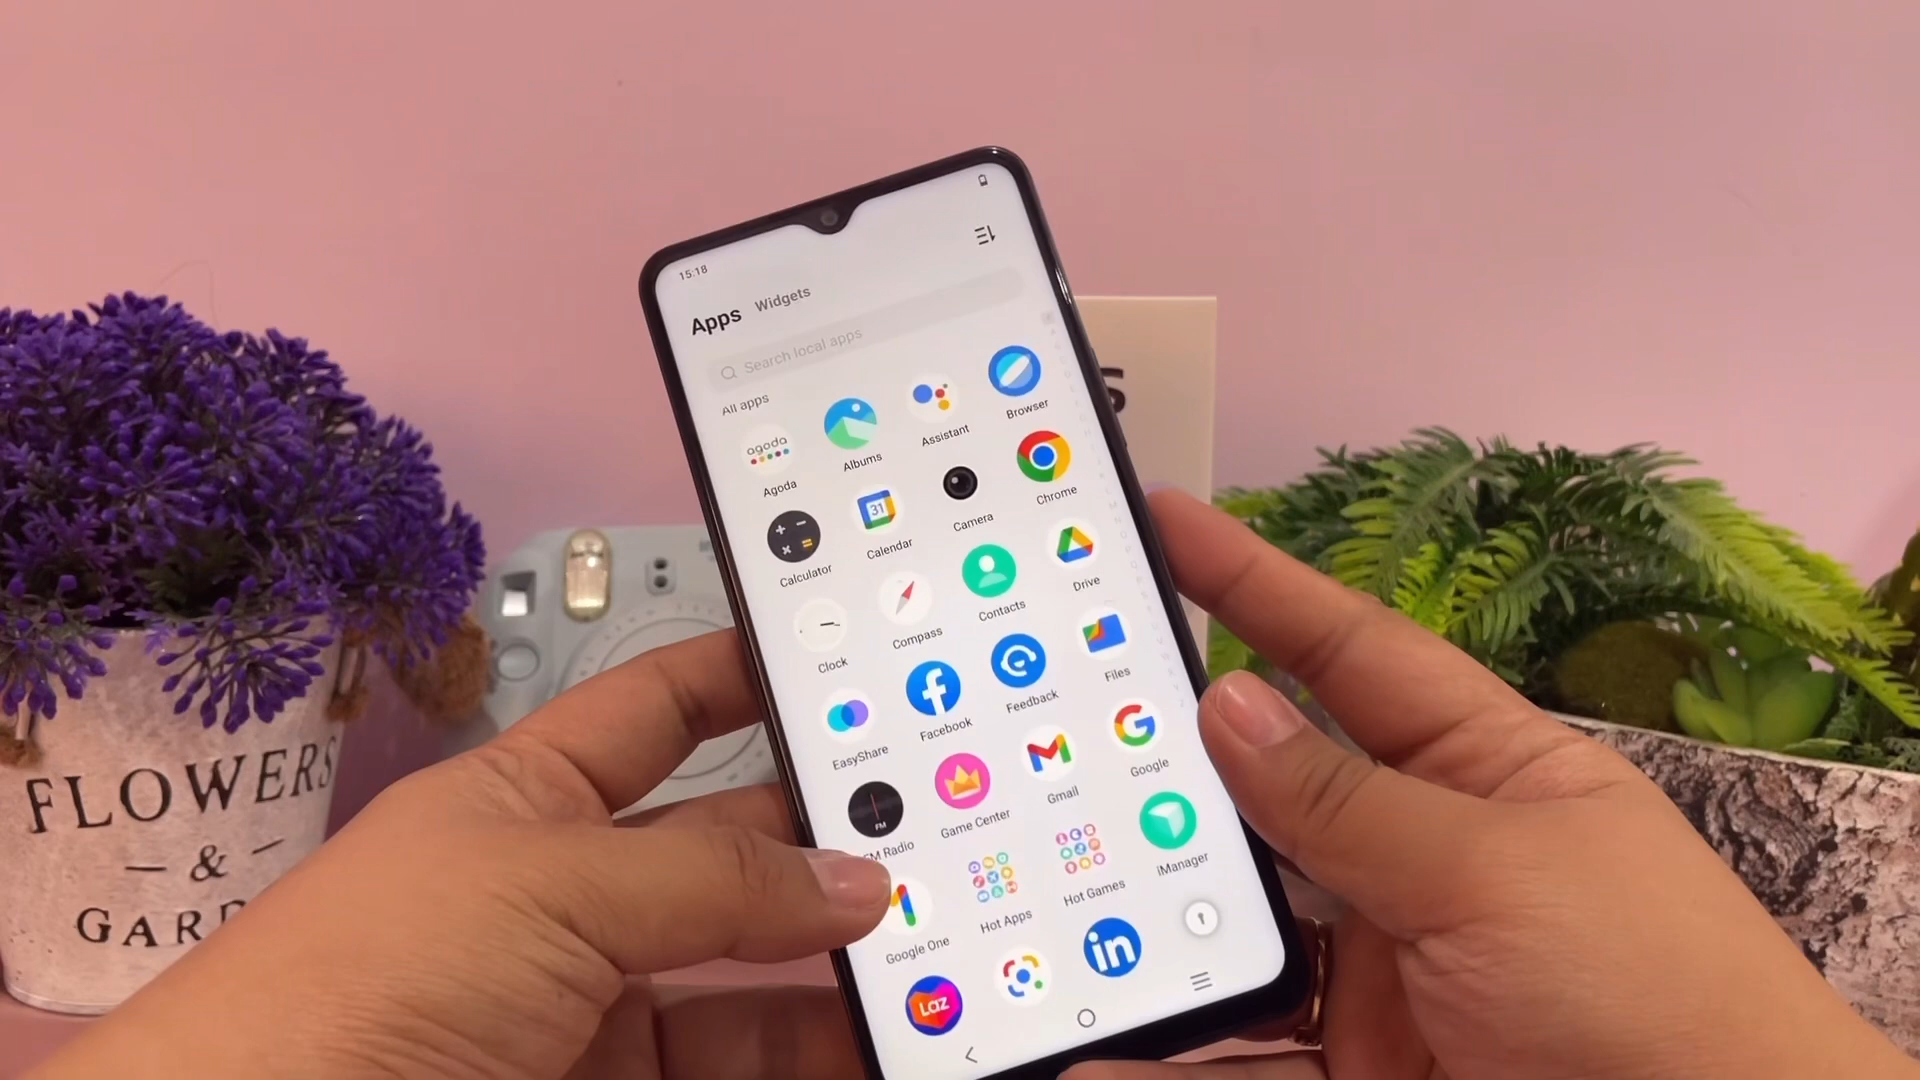 15:18
Apps Widgets
Search local apps
All apps
agoda
Agoda
Albums
Assistant
Browser
Calculator
31
Calendar
Camera
Chrome
Clock
Compass
Contacts
Drive
EasyShare
Facebook
Feedback
Files
FM
FM Radio
Game Center
Gmail
Google
Google One
Hot Apps
Hot Games
iManager
Laz
in
FLOWERS
&
GARD